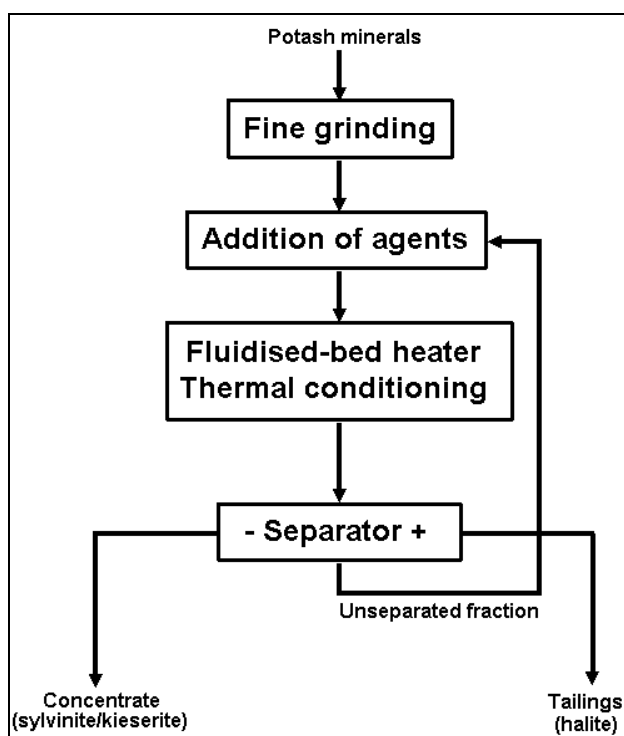 Potash minerals
Fine grinding
Addition of agents
Fluidised-bed heater
Thermal conditioning
- Separator +
Unseparated fraction
Concentrate
(sylvinite/kieserite)
Tailings
(halite)